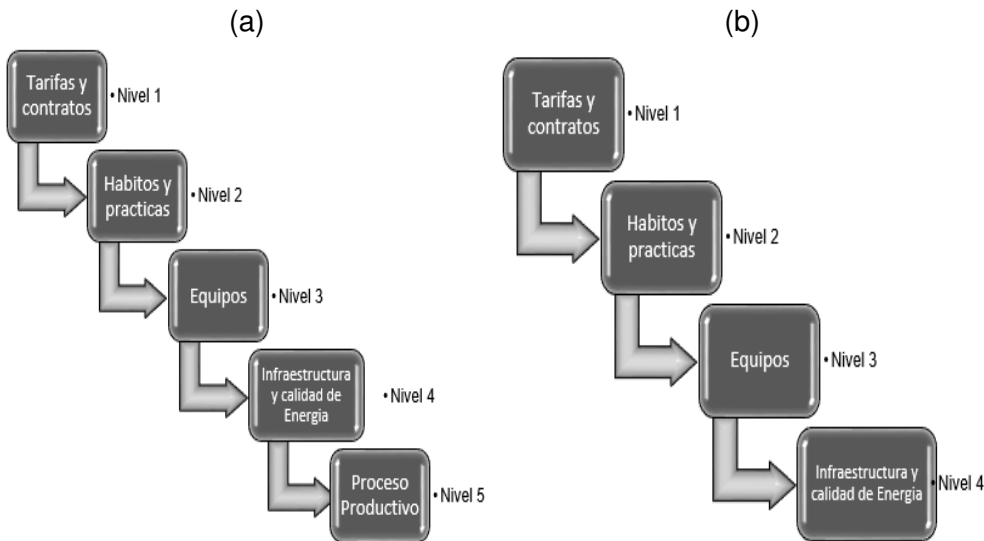 (a)
Tarifas y
contratos
• Nivel 1
Habitos y
practicas
• Nivel 2
Equipos
• Nivel 3
Infraestructura
y calidad de
Energia
• Nivel 4
Proceso
Productivo
• Nivel 5
(b)
Tarifas y
contratos
• Nivel 1
Habitos y
practicas
• Nivel 2
Equipos
• Nivel 3
Infraestructura y
calidad de Energia
• Nivel 4